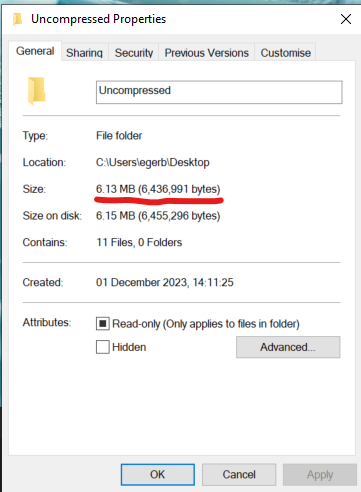 Uncompressed Properties
General Sharing Security Previous Versions Customise
Uncompressed
Type: File folder
Location: C:\Users\egerb\Desktop
Size: 6.13 MB (6,436,991 bytes)
Size on disk: 6.15 MB (6,455,296 bytes)
Contains: 11 Files, 0 Folders
Created: 01 December 2023, 14:11:25
Attributes: Read-only (Only applies to files in folder)
Hidden Advanced...
OK Cancel Apply